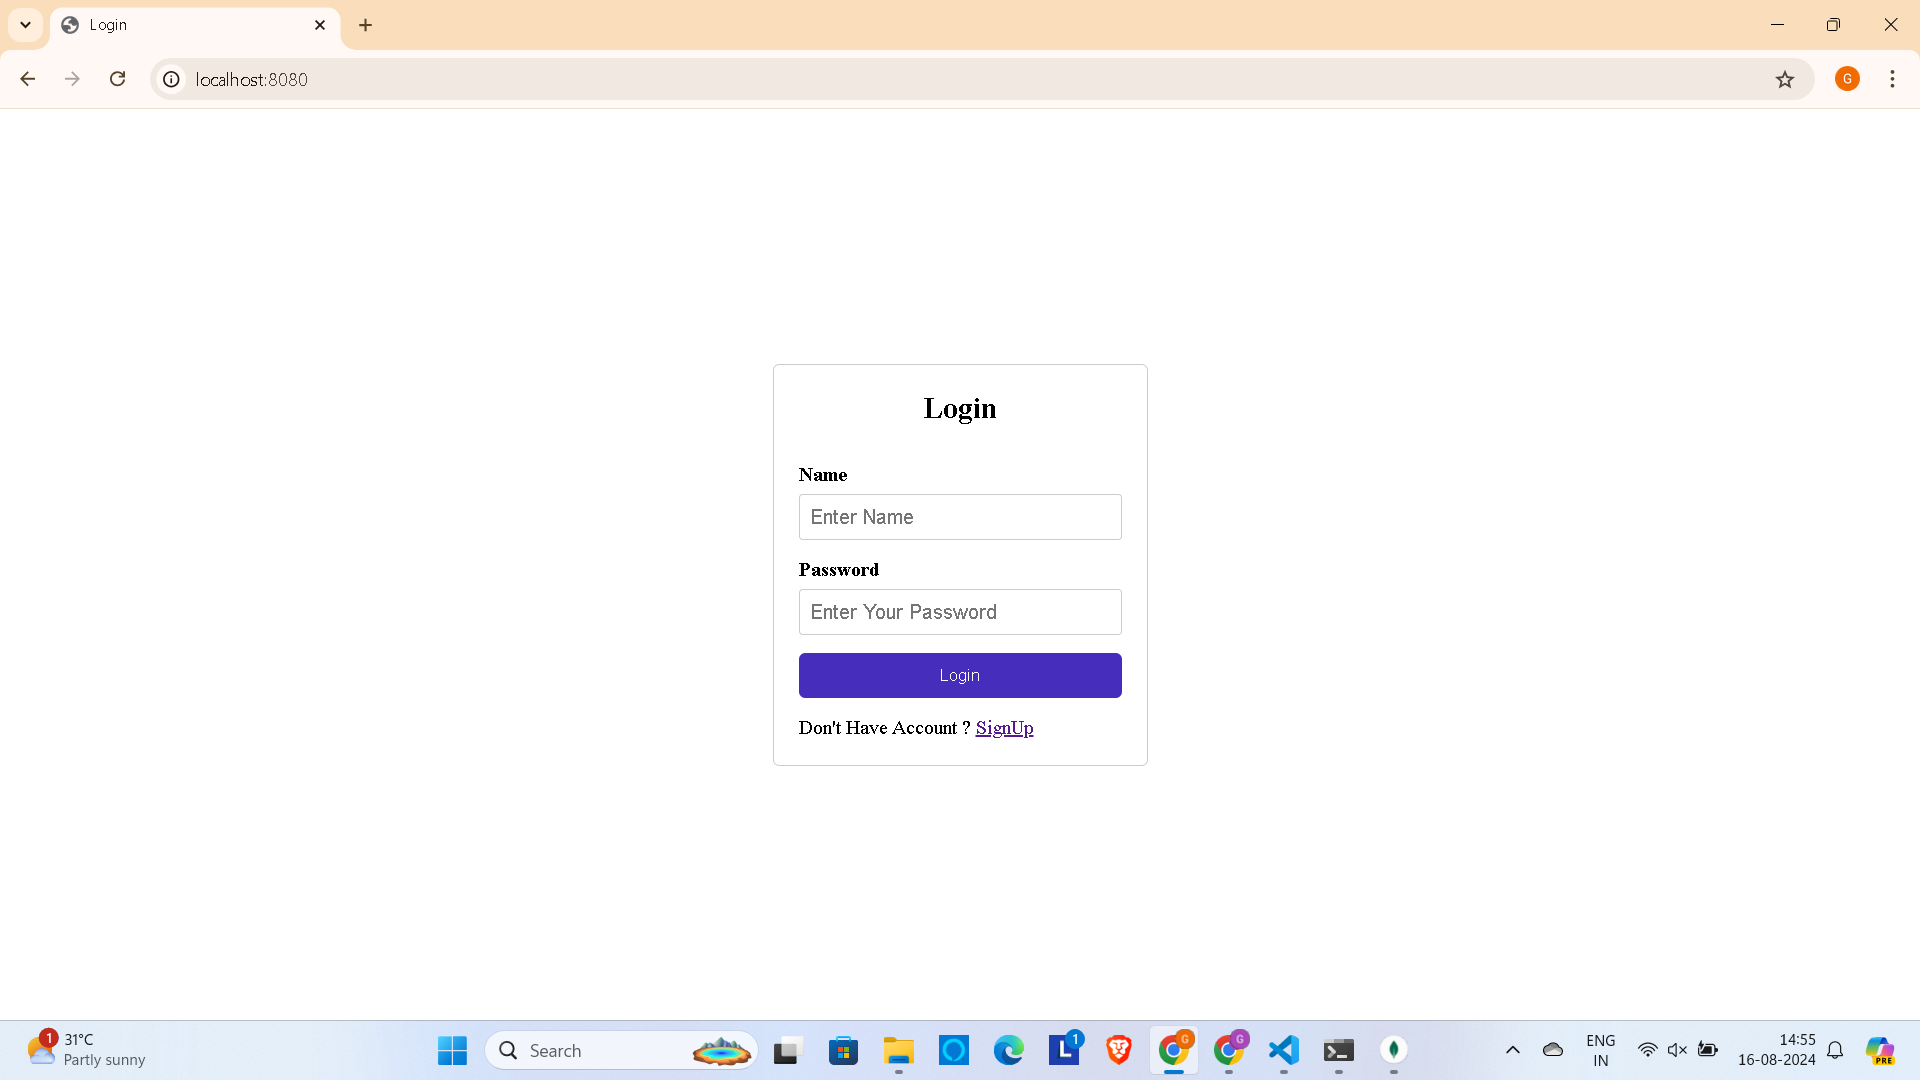 Login
localhost:8080
G
Login
Name
Enter Name
Password
Enter Your Password
Login
Don't Have Account ? SignUp
1
31°C
Partly sunny
Search
L
1
G
G
ENG
IN
14:55
16-08-2024
PRE